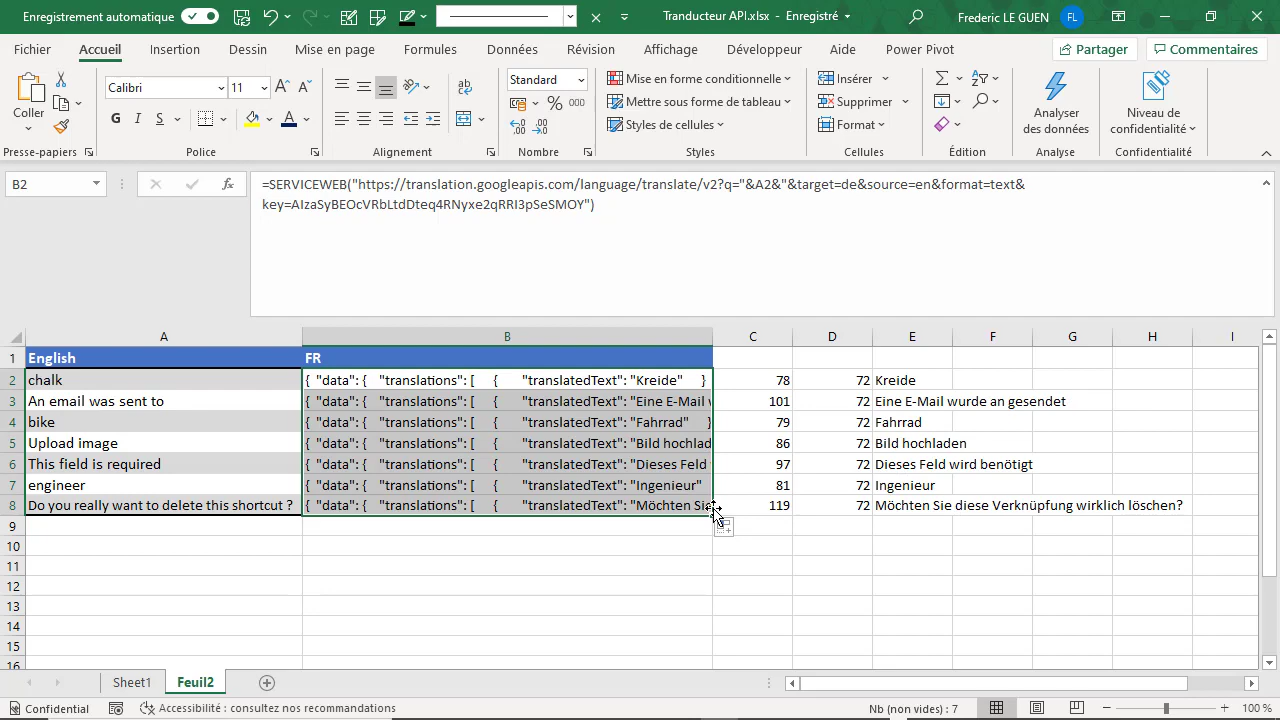 Enregistrement automatique
Tranducteur API.xlsx - Enregistré
Frederic LE GUEN FL
Fichier Accueil Insertion Dessin Mise en page Formules Données Révision Affichage Développeur Aide Power Pivot Partager Commentaires
Coller
Presse-papiers
Calibri 11
G I S A
Police
Alignement
Standard
% 000
Nombre
Mise en forme conditionnelle
Mettre sous forme de tableau
Styles de cellules
Styles
Insérer
Supprimer
Format
Cellules
Édition
Analyser
des données
Analyse
Niveau de
confidentialité
Confidentialité
B2 fx
=SERVICEWEB("https://translation.googleapis.com/language/translate/v2?q="&A2&"&target=de&source=en&format=text&
key=AIzaSyBEOcVRbLtdDteq4RNyxe2qRRI3pSeSMOY")
A B C D E F G H I
1 English FR
2 chalk { "data": { "translations": [ { "translatedText": "Kreide" } 78 72 Kreide
3 An email was sent to { "data": { "translations": [ { "translatedText": "Eine E-Mail 101 72 Eine E-Mail wurde an gesendet
4 bike { "data": { "translations": [ { "translatedText": "Fahrrad" } 79 72 Fahrrad
5 Upload image { "data": { "translations": [ { "translatedText": "Bild hochlad 86 72 Bild hochladen
6 This field is required { "data": { "translations": [ { "translatedText": "Dieses Feld 97 72 Dieses Feld wird benötigt
7 engineer { "data": { "translations": [ { "translatedText": "Ingenieur" 81 72 Ingenieur
8 Do you really want to delete this shortcut ? { "data": { "translations": [ { "translatedText": "Möchten Sie 119 72 Möchten Sie diese Verknüpfung wirklich löschen?
9
10
11
12
13
14
15
16
Sheet1 Feuil2
Confidential Accessibilité : consultez nos recommandations Nb (non vides) : 7 100 %